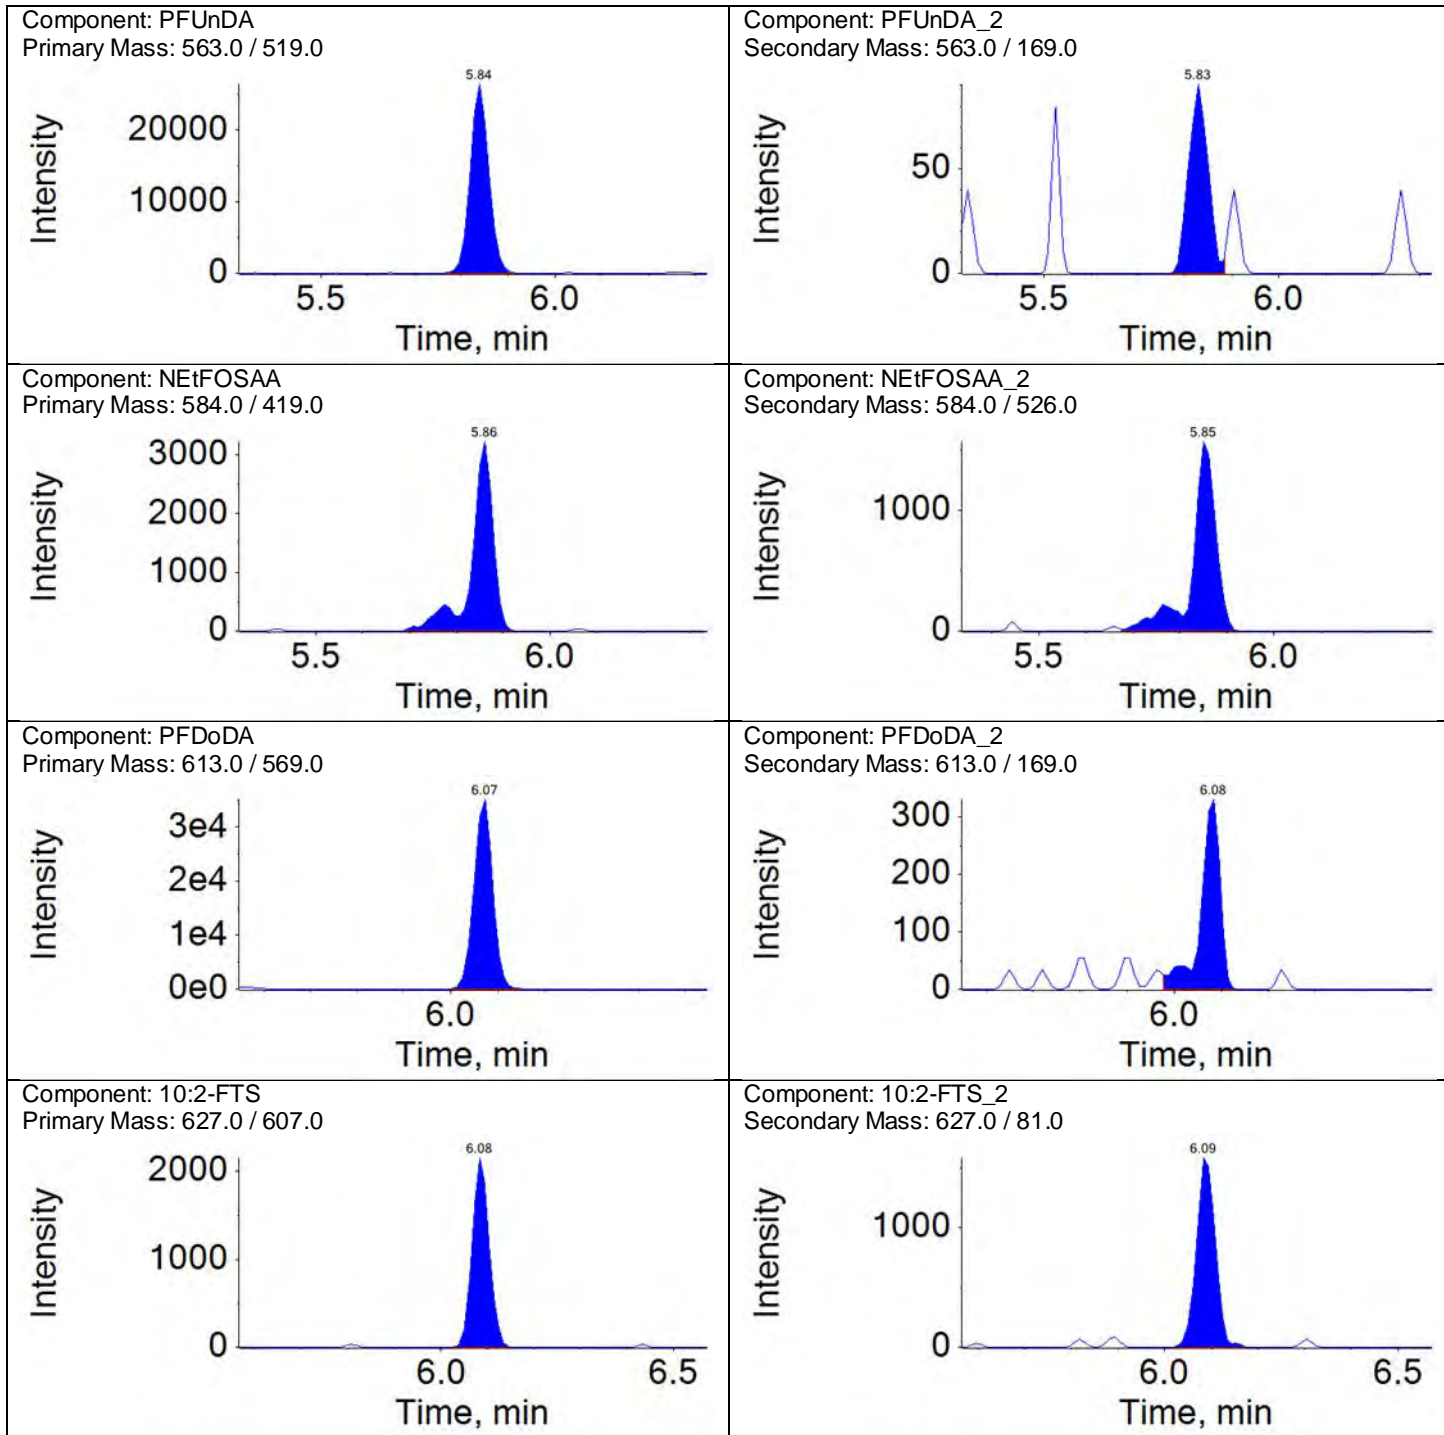 Component: PFUnDA
Primary Mass: 563.0 / 519.0
5.84
20000
10000
0
Intensity
5.5
6.0
Time, min
Component: PFUnDA_2
Secondary Mass: 563.0 / 169.0
5.83
50
0
Intensity
5.5
6.0
Time, min
Component: NEtFOSAA
Primary Mass: 584.0 / 419.0
5.86
3000
2000
1000
0
Intensity
5.5
6.0
Time, min
Component: NEtFOSAA_2
Secondary Mass: 584.0 / 526.0
5.85
1000
0
Intensity
5.5
6.0
Time, min
Component: PFDoDA
Primary Mass: 613.0 / 569.0
6.07
3e4
2e4
1e4
0e0
Intensity
6.0
Time, min
Component: PFDoDA_2
Secondary Mass: 613.0 / 169.0
6.08
300
200
100
0
Intensity
6.0
Time, min
Component: 10:2-FTS
Primary Mass: 627.0 / 607.0
6.08
2000
1000
0
Intensity
6.0
6.5
Time, min
Component: 10:2-FTS_2
Secondary Mass: 627.0 / 81.0
6.09
1000
0
Intensity
6.0
6.5
Time, min